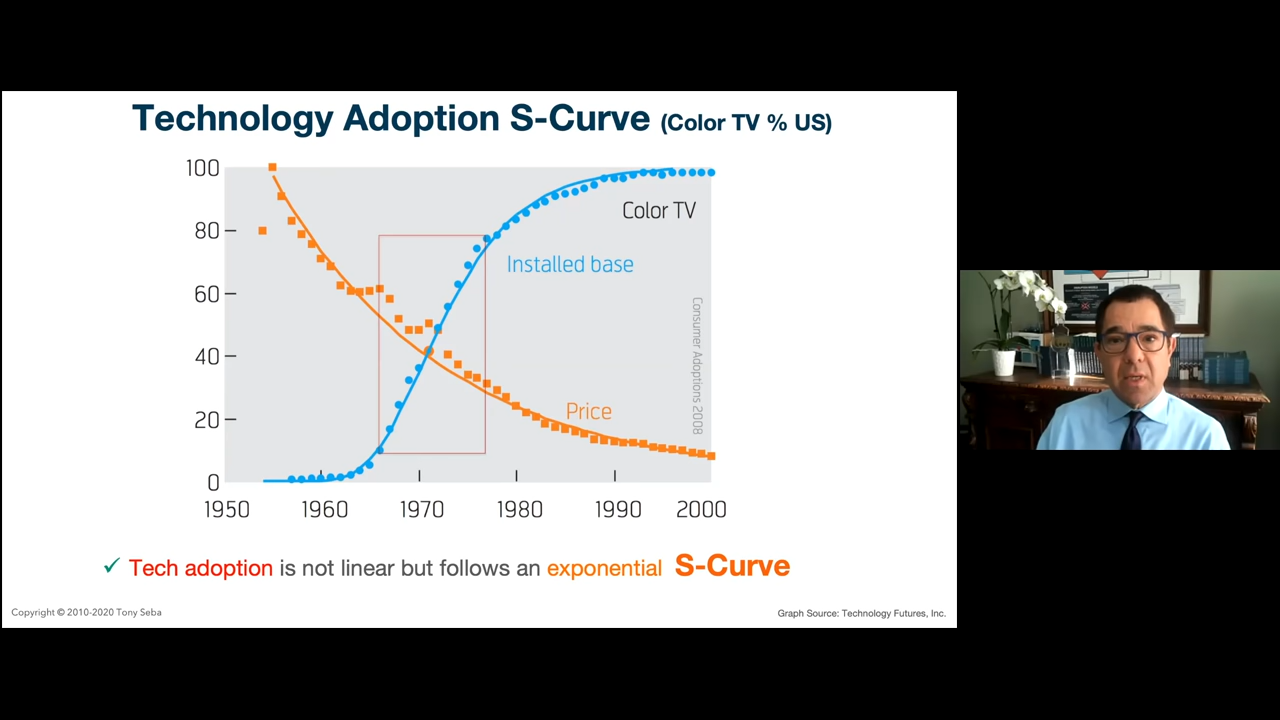 Technology Adoption S-Curve (Color TV % US)
100
80
60
40
20
0
Color TV
Installed base
Consumer Adoptions 2008
Price
1950 1960 1970 1980 1990 2000
✓ Tech adoption is not linear but follows an exponential S-Curve
Copyright © 2010-2020 Tony Seba
Graph Source: Technology Futures, Inc.